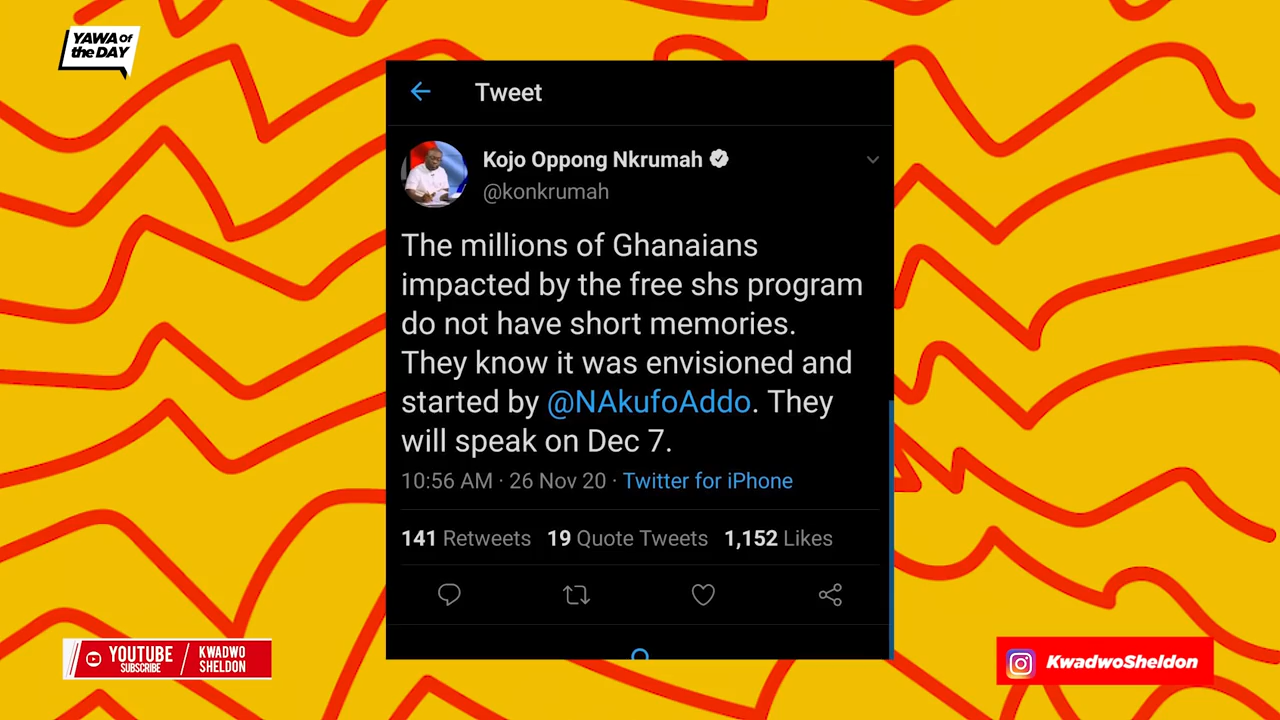 YAWA of
the DAY
Tweet
Kojo Oppong Nkrumah
@konkrumah
The millions of Ghanaians
impacted by the free shs program
do not have short memories.
They know it was envisioned and
started by @NAkufoAddo. They
will speak on Dec 7.
10:56 AM · 26 Nov 20 · Twitter for iPhone
141 Retweets 19 Quote Tweets 1,152 Likes
YOUTUBE
SUBSCRIBE
KWADWO
SHELDON
KwadwoSheldon